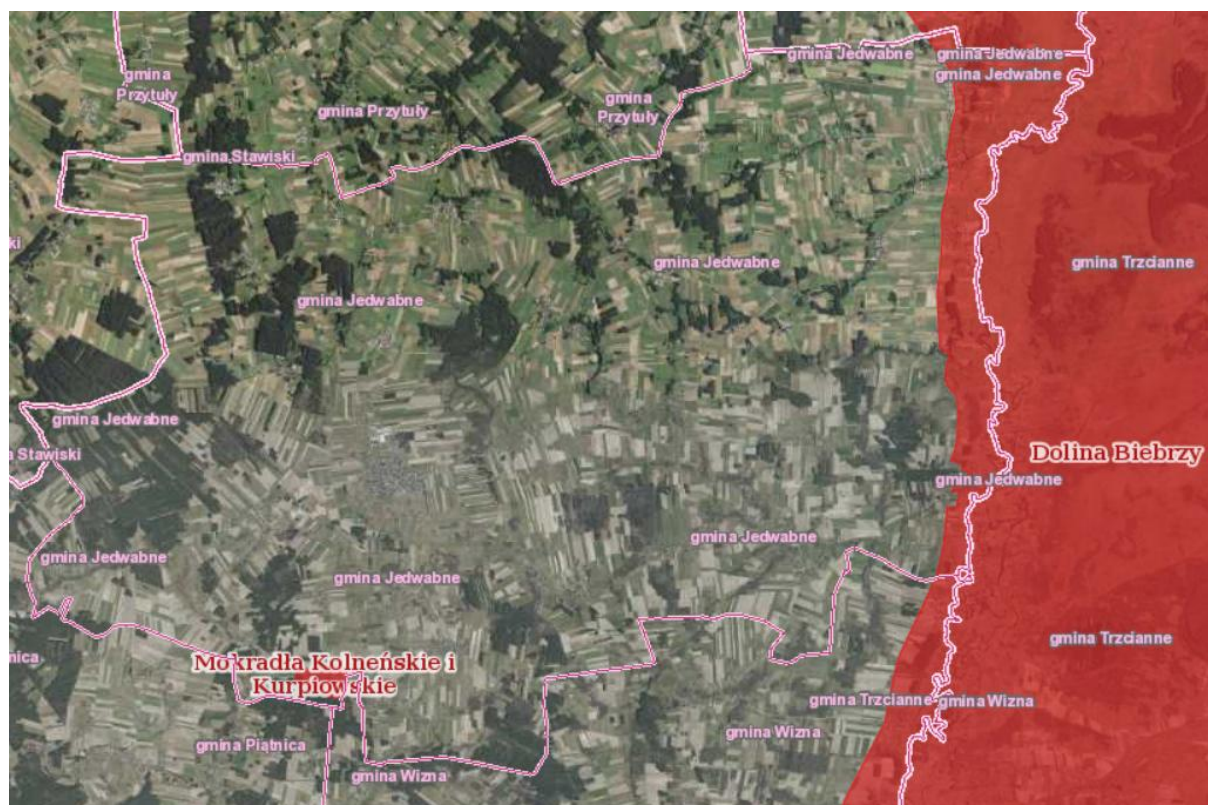 gmina Jedwabne
gmina Jedwabne
gmina Jedwabne
gmina
Przytuły
gmina Przytuły
gmina
Przytuły
gmina Stawiski
ki
gmina Jedwabne
gmina Trzcianne
gmina Jedwabne
gmina Jedwabne
a Stawiski
Dolina Biebrzy
gmina Jedwabne
gmina Jedwabne
gmina Jedwabne
gmina Jedwabne
gmina Trzcianne
nica
Mokradła Kolneńskie i
Kurpiowskie
gmina Trzcianne
gmina Wizna
gmina Wizna
gmina Piątnica
gmina Wizna